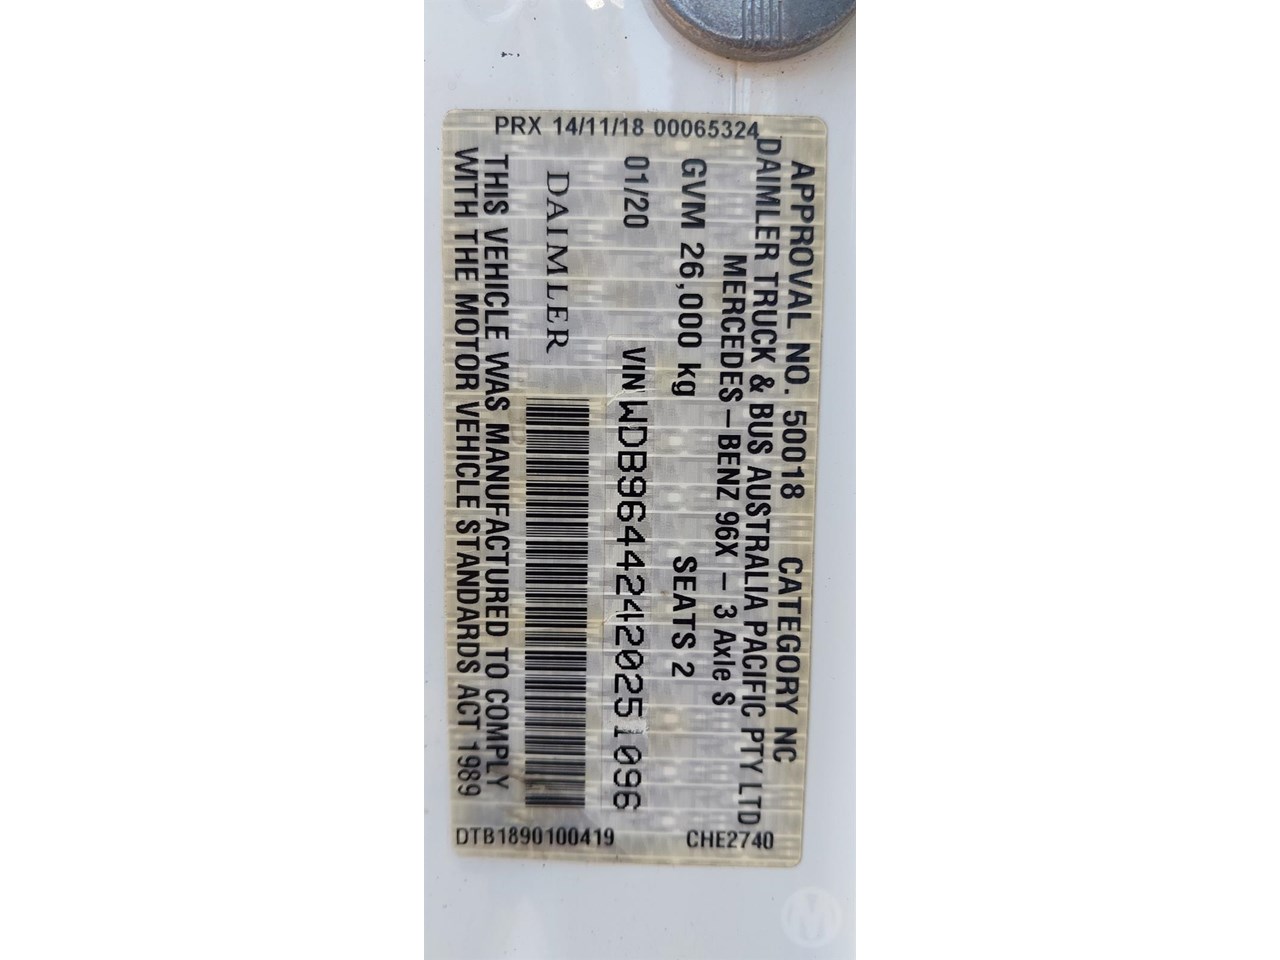 PRX 14/11/18 00065324
APPROVAL NO. 50018 CATEGORY NC
DAIMLER TRUCK & BUS AUSTRALIA PACIFIC PTY LTD
MERCEDES-BENZ 96X - 3 Axle S
GVM 26,000 kg SEATS 2
01/20 VIN WDB96442420251096
DAIMLER
THIS VEHICLE WAS MANUFACTURED TO COMPLY
WITH THE MOTOR VEHICLE STANDARDS ACT 1989
DTB1890100419 CHE2740
M